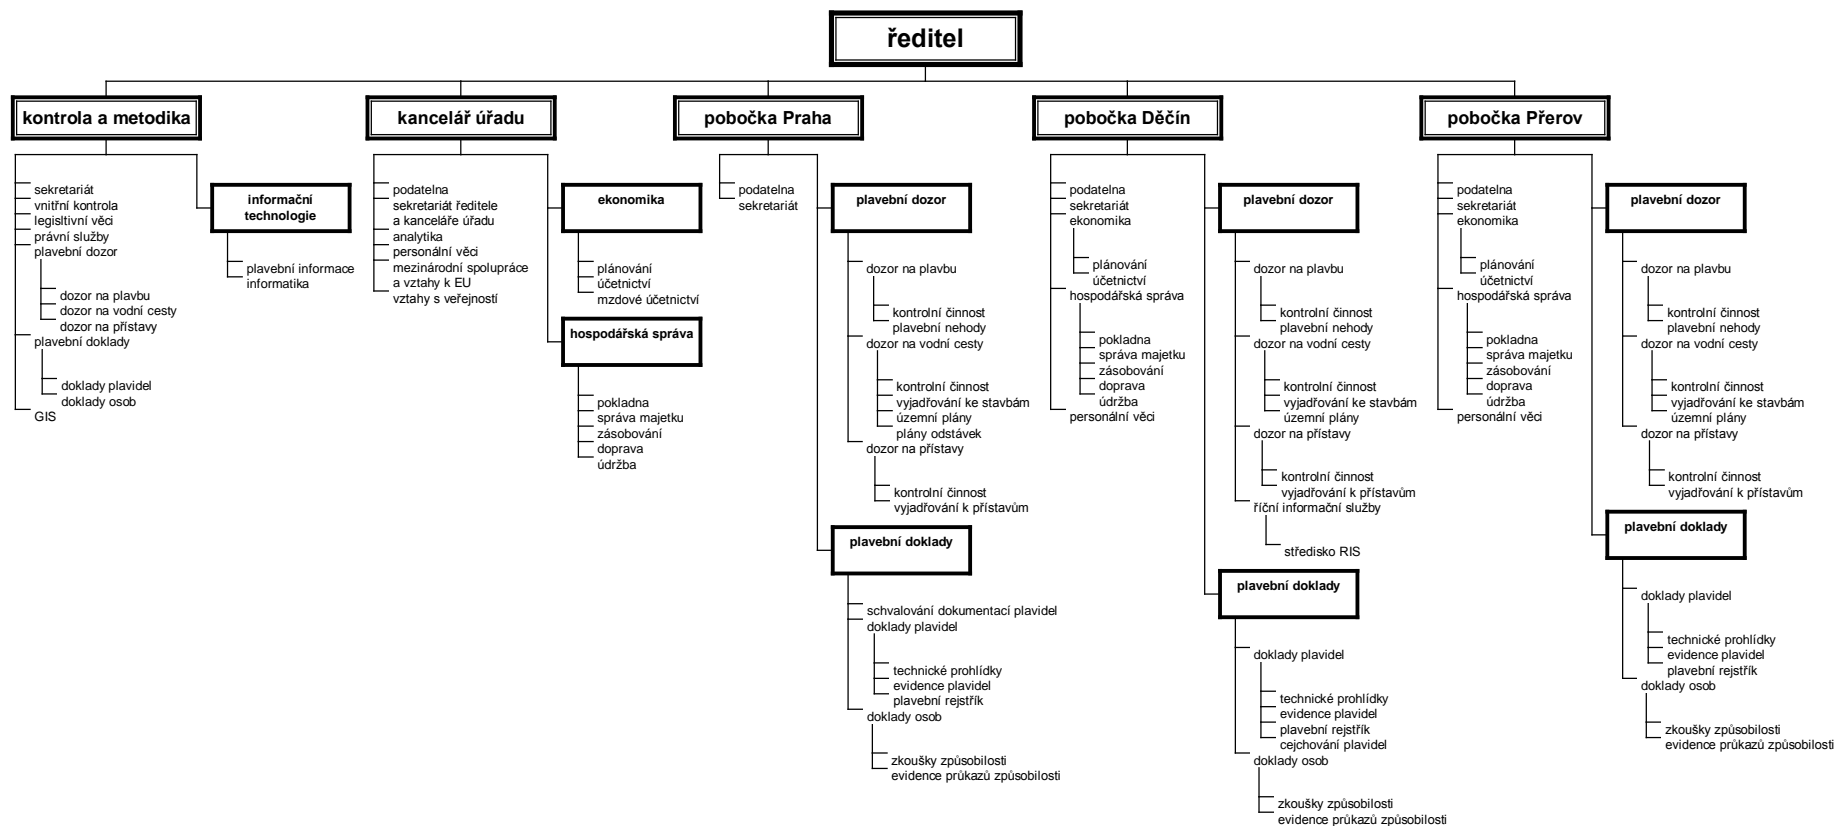 ředitel
kontrola a metodika
sekretariát
vnitřní kontrola
legisltivní věci
právní služby
plavební dozor
dozor na plavbu
dozor na vodní cesty
dozor na přístavy
plavební doklady
doklady plavidel
doklady osob
GIS
informační
technologie
plavební informace
informatika
kancelář úřadu
podatelna
sekretariát ředitele
a kanceláře úřadu
analytika
personální věci
mezinárodní spolupráce
a vztahy k EU
vztahy s veřejností
ekonomika
plánování
účetnictví
mzdové účetnictví
hospodářská správa
pokladna
správa majetku
zásobování
doprava
údržba
pobočka Praha
podatelna
sekretariát
plavební dozor
dozor na plavbu
kontrolní činnost
plavební nehody
dozor na vodní cesty
kontrolní činnost
vyjadřování ke stavbám
územní plány
plány odstávek
dozor na přístavy
kontrolní činnost
vyjadřování k přístavům
plavební doklady
schvalování dokumentací plavidel
doklady plavidel
technické prohlídky
evidence plavidel
plavební rejstřík
doklady osob
zkoušky způsobilosti
evidence průkazů způsobilosti
pobočka Děčín
podatelna
sekretariát
ekonomika
plánování
účetnictví
hospodářská správa
pokladna
správa majetku
zásobování
doprava
údržba
personální věci
plavební dozor
dozor na plavbu
kontrolní činnost
plavební nehody
dozor na vodní cesty
kontrolní činnost
vyjadřování ke stavbám
územní plány
dozor na přístavy
kontrolní činnost
vyjadřování k přístavům
říční informační služby
středisko RIS
plavební doklady
doklady plavidel
technické prohlídky
evidence plavidel
plavební rejstřík
cejchování plavidel
doklady osob
zkoušky způsobilosti
evidence průkazů způsobilosti
pobočka Přerov
podatelna
sekretariát
ekonomika
plánování
účetnictví
hospodářská správa
pokladna
správa majetku
zásobování
doprava
údržba
personální věci
plavební dozor
dozor na plavbu
kontrolní činnost
plavební nehody
dozor na vodní cesty
kontrolní činnost
vyjadřování ke stavbám
územní plány
dozor na přístavy
kontrolní činnost
vyjadřování k přístavům
plavební doklady
doklady plavidel
technické prohlídky
evidence plavidel
plavební rejstřík
doklady osob
zkoušky způsobilosti
evidence průkazů způsobilosti